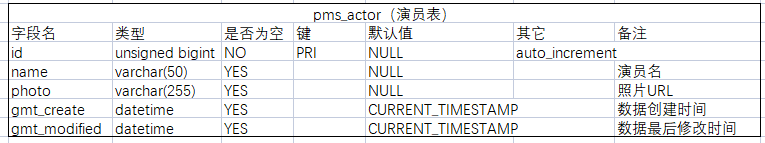 pms_actor（演员表）
字段名 类型 是否为空 键 默认值 其它 备注
id unsigned bigint NO PRI NULL auto_increment
name varchar(50) YES NULL 演员名
photo varchar(255) YES NULL 照片URL
gmt_create datetime YES CURRENT_TIMESTAMP 数据创建时间
gmt_modified datetime YES CURRENT_TIMESTAMP 数据最后修改时间